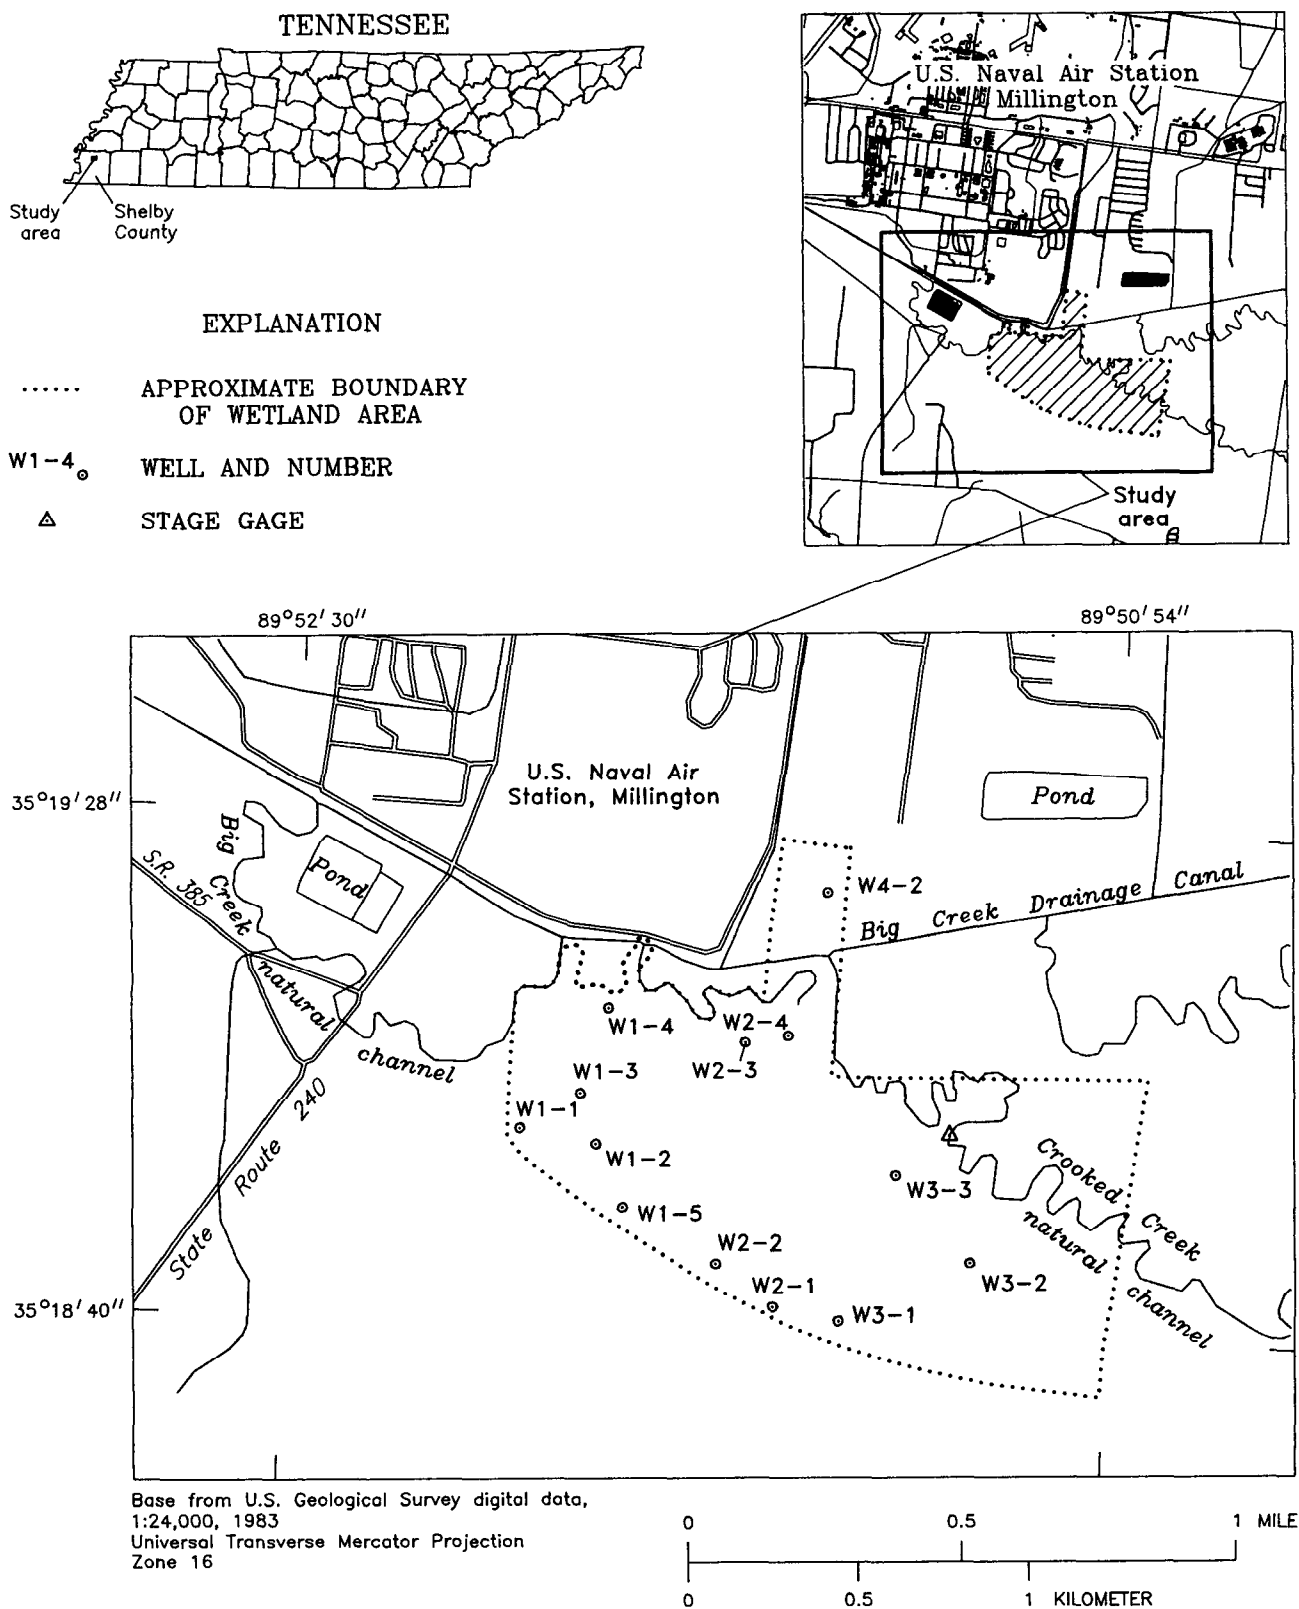 TENNESSEE
Study
area
Shelby
County
U.S. Naval Air Station
Millington
Study
area
EXPLANATION
APPROXIMATE BOUNDARY
OF WETLAND AREA
W1-4
WELL AND NUMBER
STAGE GAGE
89°52'30"
89°50'54"
35°19'28"
35°18'40"
U.S. Naval Air
Station, Millington
Pond
Pond
Big
Creek
natural
channel
S.R. 385
State Route 240
Big Creek Drainage Canal
W4-2
W1-4
W2-4
W2-3
W1-3
W1-1
W1-2
W1-5
W2-2
W2-1
W3-1
W3-3
W3-2
Crooked Creek
natural channel
Base from U.S. Geological Survey digital data,
1:24,000, 1983
Universal Transverse Mercator Projection
Zone 16
0 0.5 1 MILE
0 0.5 1 KILOMETER